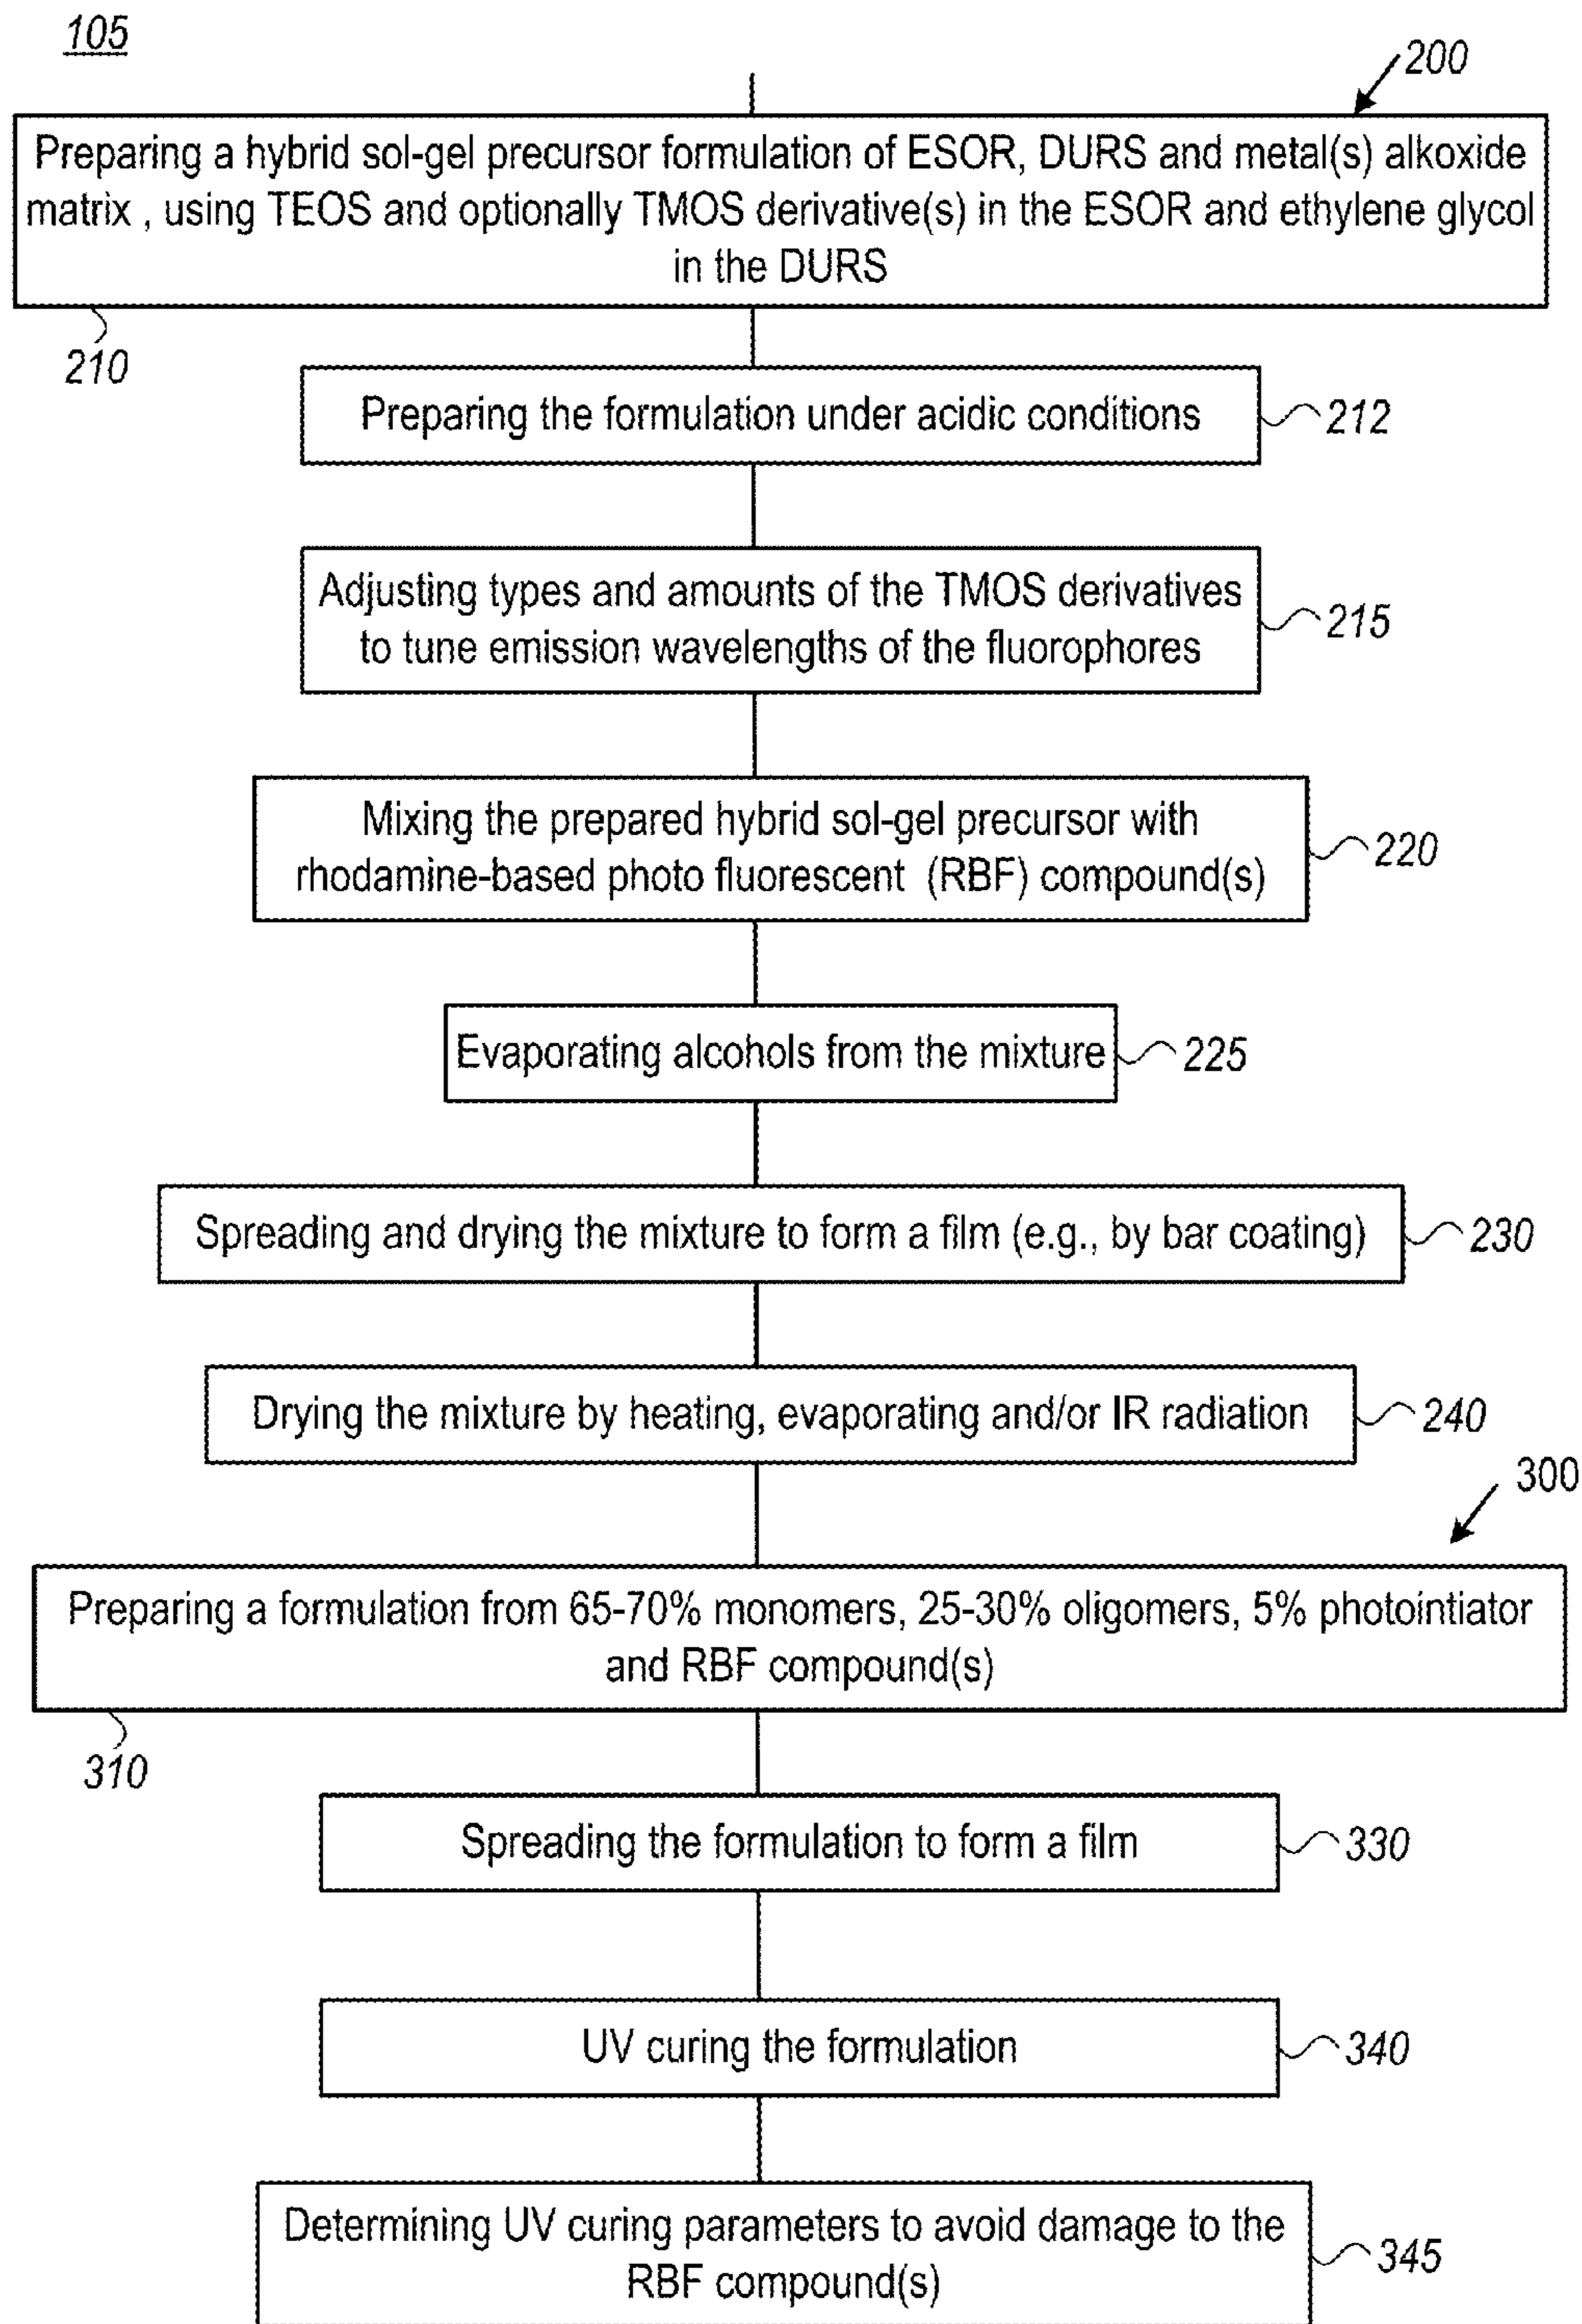 105
200
Preparing a hybrid sol-gel precursor formulation of ESOR, DURS and metal(s) alkoxide
matrix , using TEOS and optionally TMOS derivative(s) in the ESOR and ethylene glycol
in the DURS
210
Preparing the formulation under acidic conditions
212
Adjusting types and amounts of the TMOS derivatives
to tune emission wavelengths of the fluorophores
215
Mixing the prepared hybrid sol-gel precursor with
rhodamine-based photo fluorescent (RBF) compound(s)
220
Evaporating alcohols from the mixture
225
Spreading and drying the mixture to form a film (e.g., by bar coating)
230
Drying the mixture by heating, evaporating and/or IR radiation
240
300
Preparing a formulation from 65-70% monomers, 25-30% oligomers, 5% photointiator
and RBF compound(s)
310
Spreading the formulation to form a film
330
UV curing the formulation
340
Determining UV curing parameters to avoid damage to the
RBF compound(s)
345